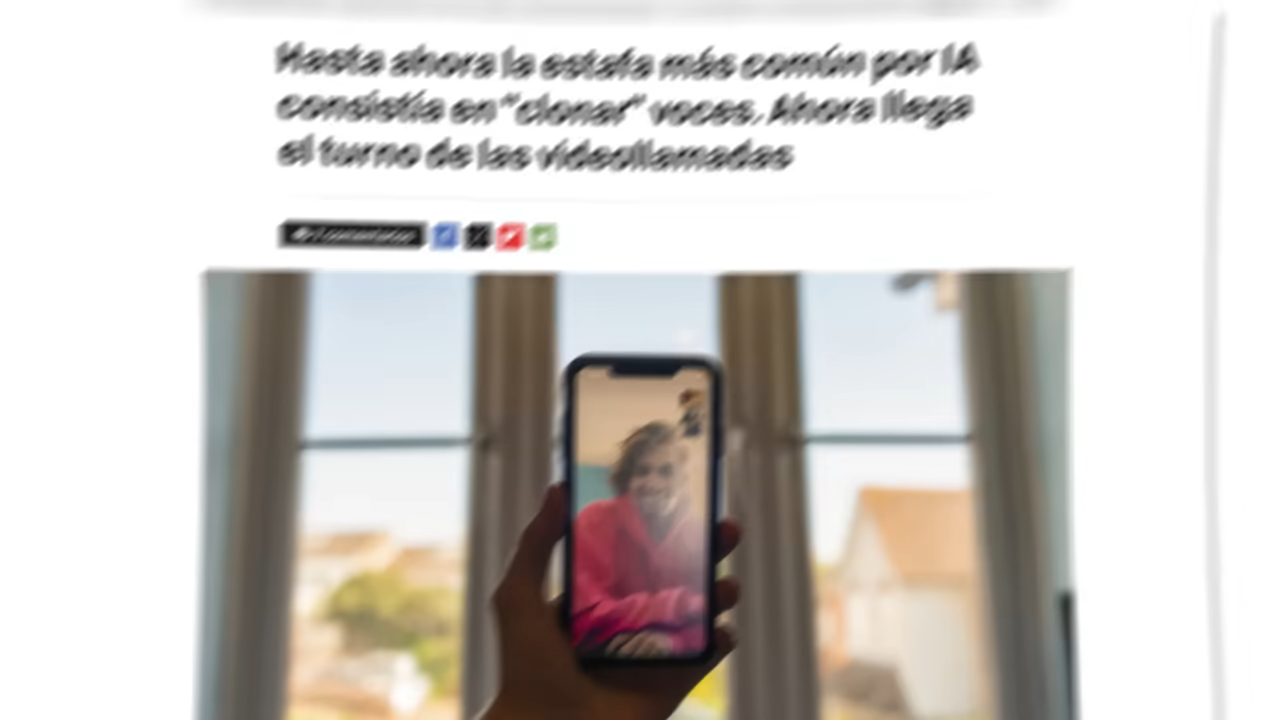 Hasta ahora la estafa más común por IA
consistía en "clonar" voces. Ahora llega
el turno de las videollamadas